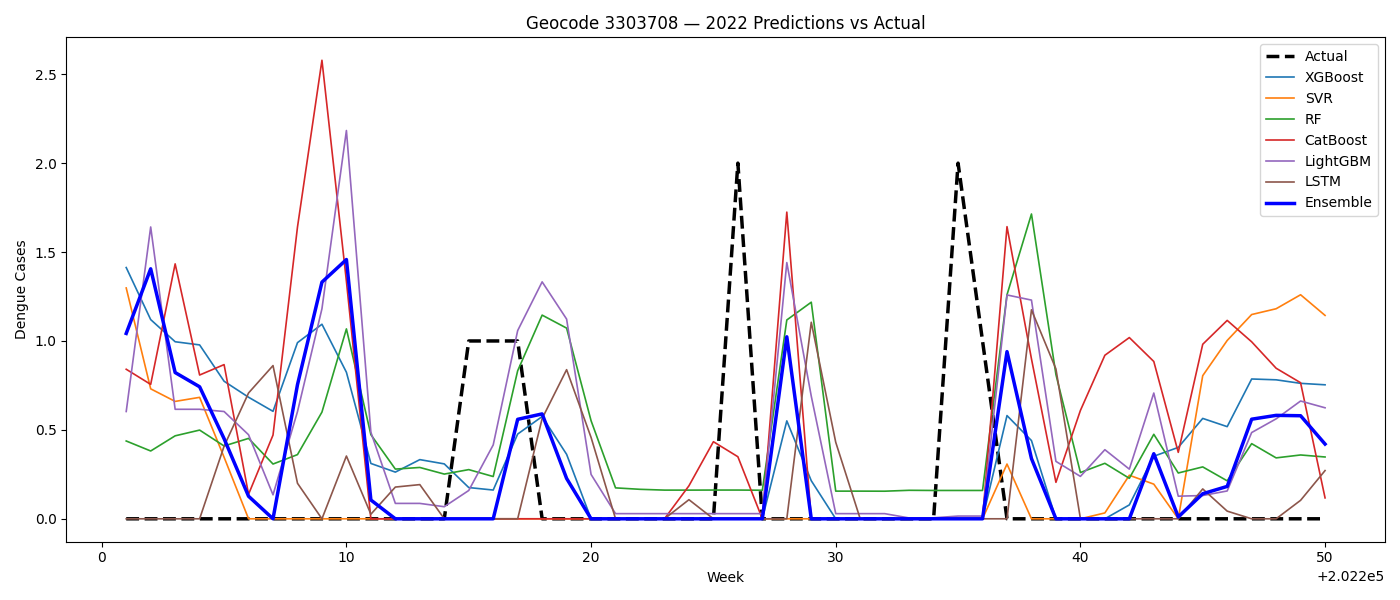 Geocode 3303708 — 2022 Predictions vs Actual
Dengue Cases
2.5
2.0
1.5
1.0
0.5
0.0
Actual
XGBoost
SVR
RF
CatBoost
LightGBM
LSTM
Ensemble
0 10 20 30 40 50
Week
+2.022e5